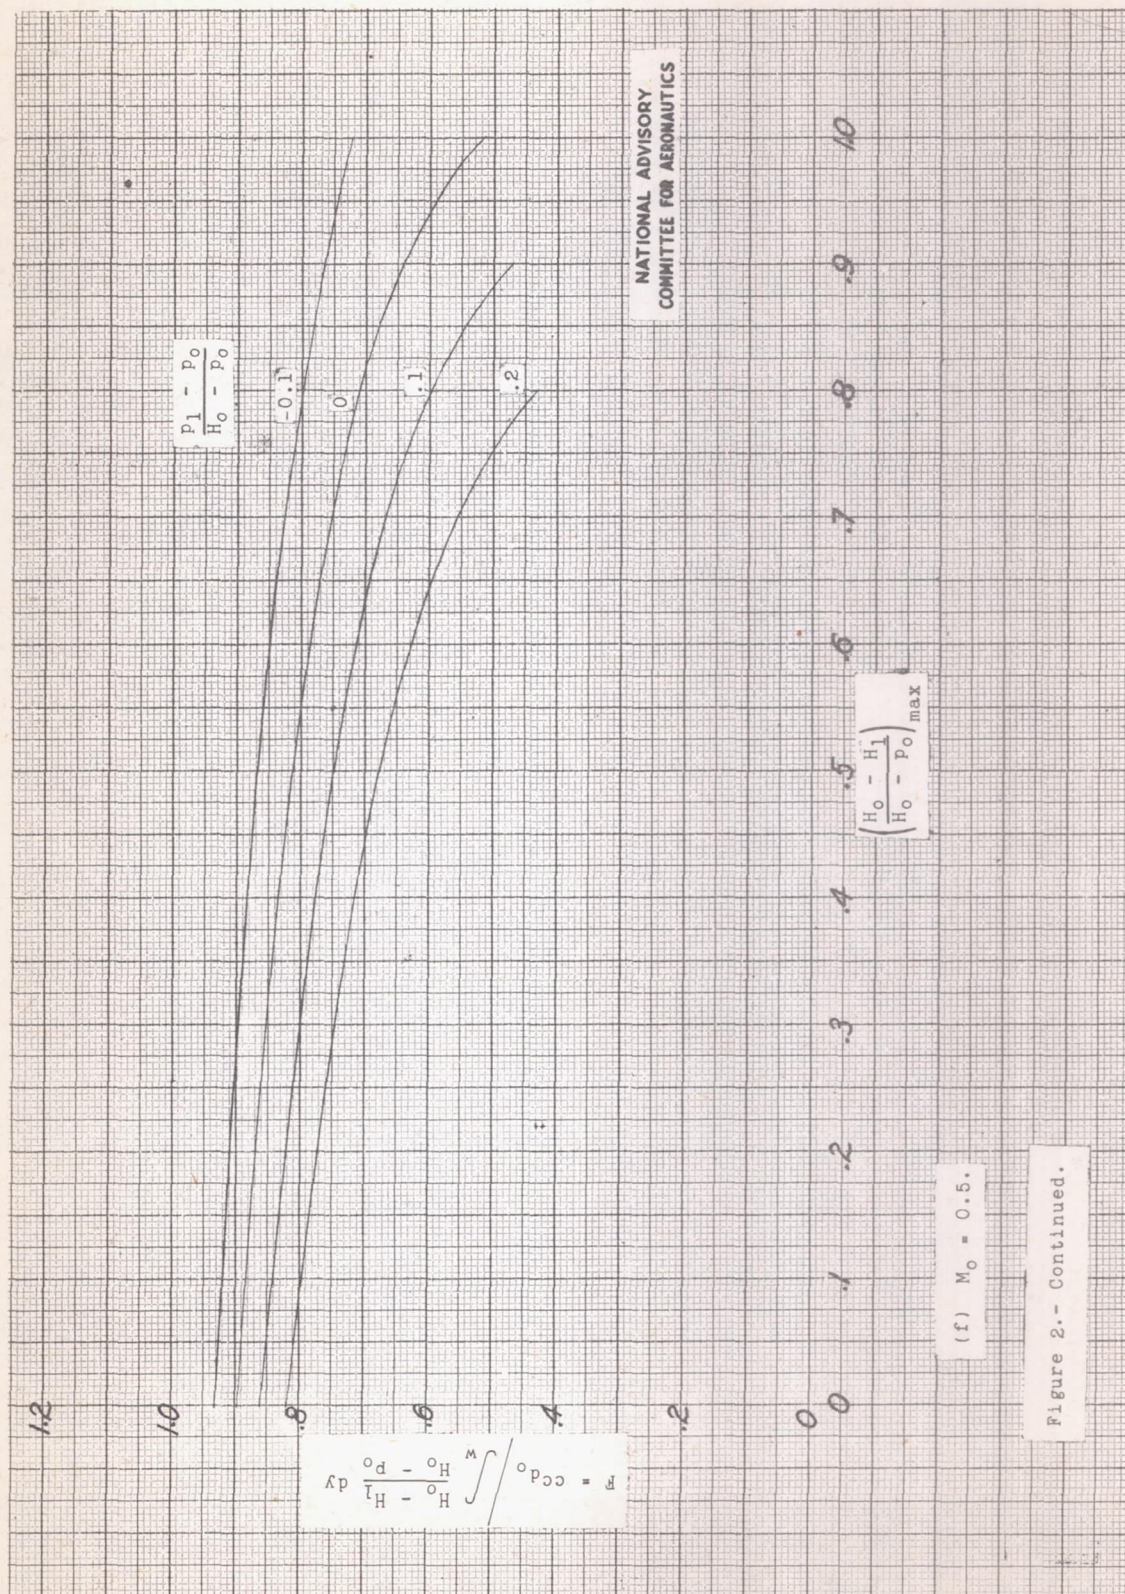 NATIONAL ADVISORY
COMMITTEE FOR AERONAUTICS
p₁ - p₀
H₀ - p₀
-0.1
0
.1
.2
1.2
1.0
.8
.6
.4
.2
0
F = ccd₀ / ∫w H₀ - H₁ / H₀ - p₀ dy
0 .1 .2 .3 .4 .5 .6 .7 .8 .9 1.0
(H₀ - H₁ / H₀ - p₀)max
(f) M₀ = 0.5.
Figure 2.- Continued.